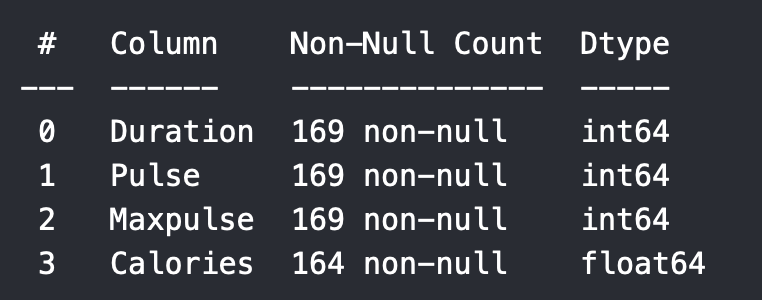 #   Column    Non-Null Count  Dtype
---  ------    --------------  -----
0   Duration  169 non-null    int64
1   Pulse     169 non-null    int64
2   Maxpulse  169 non-null    int64
3   Calories  164 non-null    float64